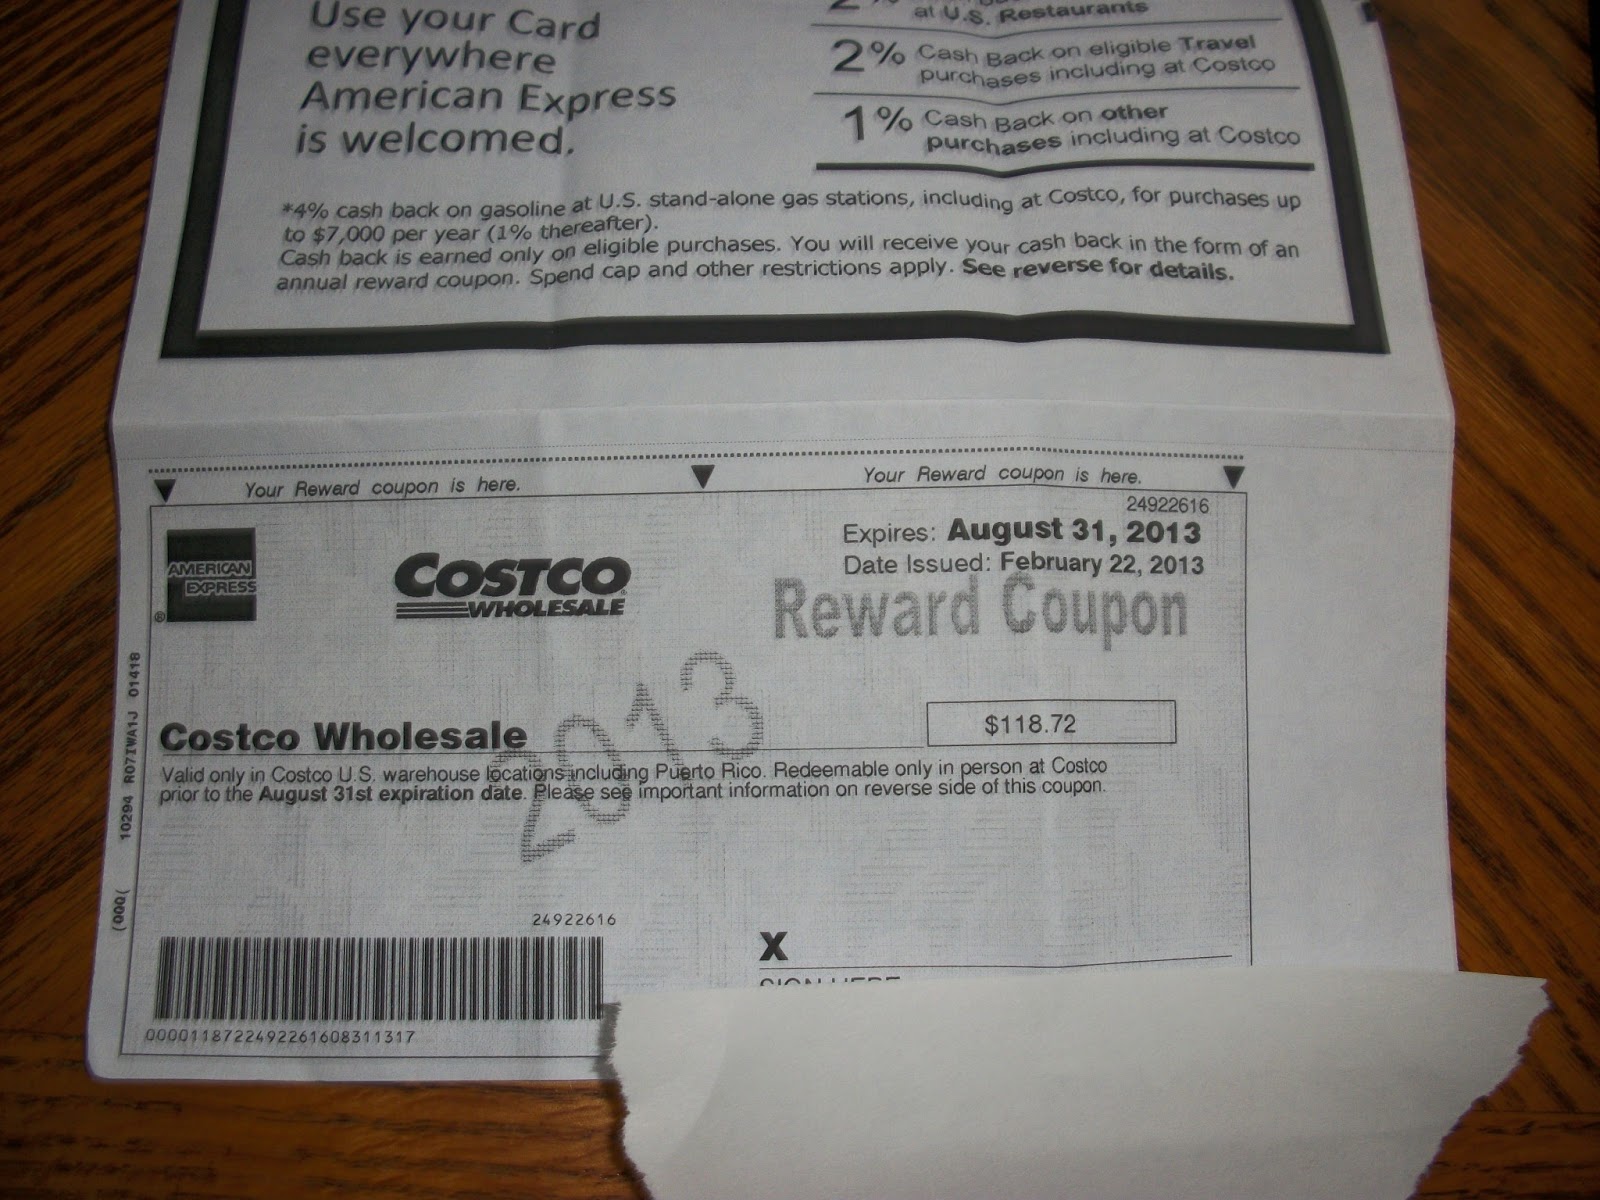 Use your Card
everywhere
American Express
is welcomed.
at U.S. Restaurants
2% Cash Back on eligible Travel
purchases including at Costco
1% Cash Back on other
purchases including at Costco
*4% cash back on gasoline at U.S. stand-alone gas stations, including at Costco, for purchases up
to $7,000 per year (1% thereafter).
Cash back is earned only on eligible purchases. You will receive your cash back in the form of an
annual reward coupon. Spend cap and other restrictions apply. See reverse for details.
Your Reward coupon is here.
Your Reward coupon is here.
24922616
Expires: August 31, 2013
Date Issued: February 22, 2013
AMERICAN
EXPRESS
®
COSTCO
WHOLESALE
Reward Coupon
2013
Costco Wholesale
$118.72
Valid only in Costco U.S. warehouse locations including Puerto Rico. Redeemable only in person at Costco
prior to the August 31st expiration date. Please see important information on reverse side of this coupon.
10294 R07IWA1J 01418
(000(
24922616
X
SIGN HERE
0000118722492261608311317